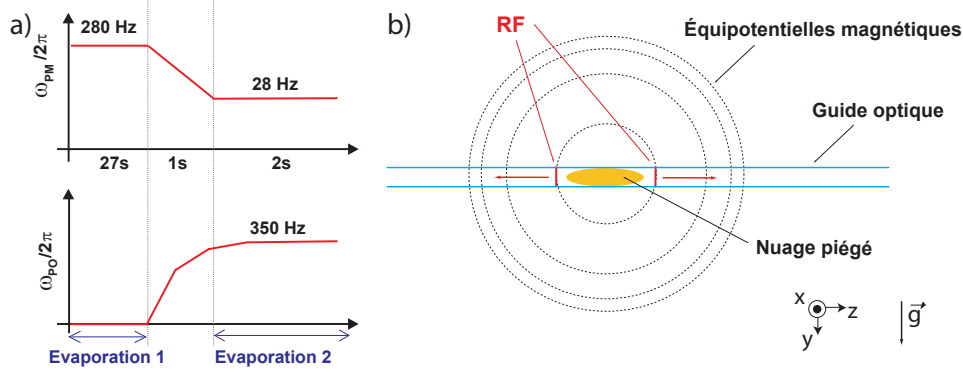 a)
ω_PM/2π
280 Hz
28 Hz
27s
1s
2s
ω_PO/2π
350 Hz
Evaporation 1
Evaporation 2
b)
RF
Équipotentielles magnétiques
Guide optique
Nuage piégé
x
z
y
g